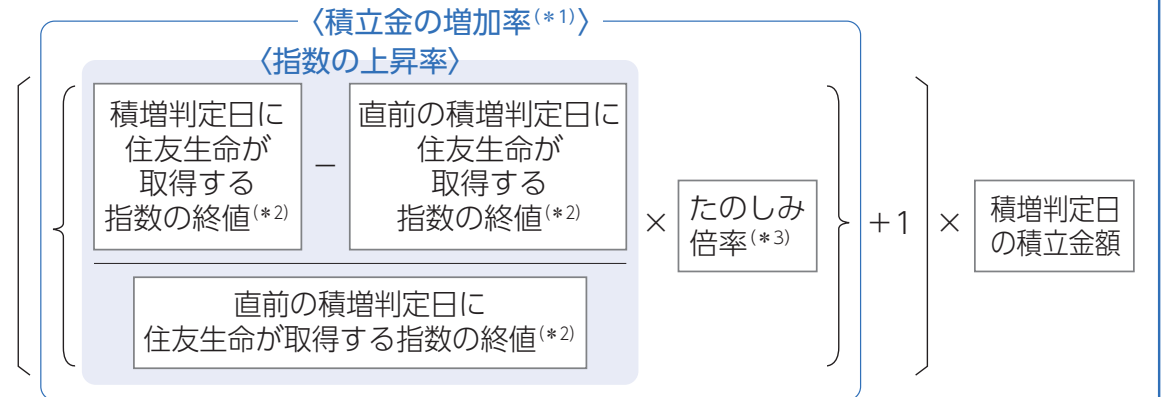 〈積立金の増加率(*1)〉
〈指数の上昇率〉
積増判定日に
住友生命が
取得する
指数の終値(*2)
−
直前の積増判定日に
住友生命が
取得する
指数の終値(*2)
直前の積増判定日に
住友生命が取得する指数の終値(*2)
×
たのしみ
倍率(*3)
+1
×
積増判定日
の積立金額